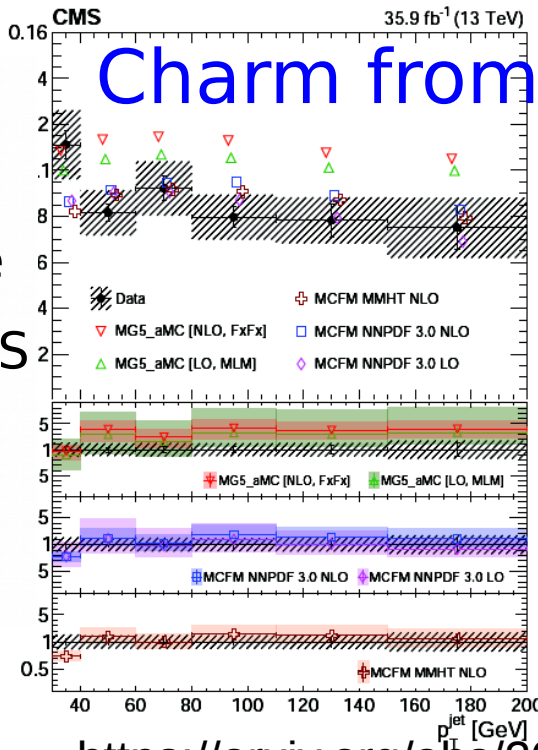 CMS 35.9 fb⁻¹ (13 TeV)
0.16
Charm from
4
2
.1
8
6
4
2
e
s
Data
MCFM MMHT NLO
MG5_aMC [NLO, FxFx]
MCFM NNPDF 3.0 NLO
MG5_aMC [LO, MLM]
MCFM NNPDF 3.0 LO
5
1
5
MG5_aMC [NLO, FxFx] MG5_aMC [LO, MLM]
5
1
5
MCFM NNPDF 3.0 NLO MCFM NNPDF 3.0 LO
5
1
0.5
MCFM MMHT NLO
40 60 80 100 120 140 160 180 200
p_T^jet [GeV]